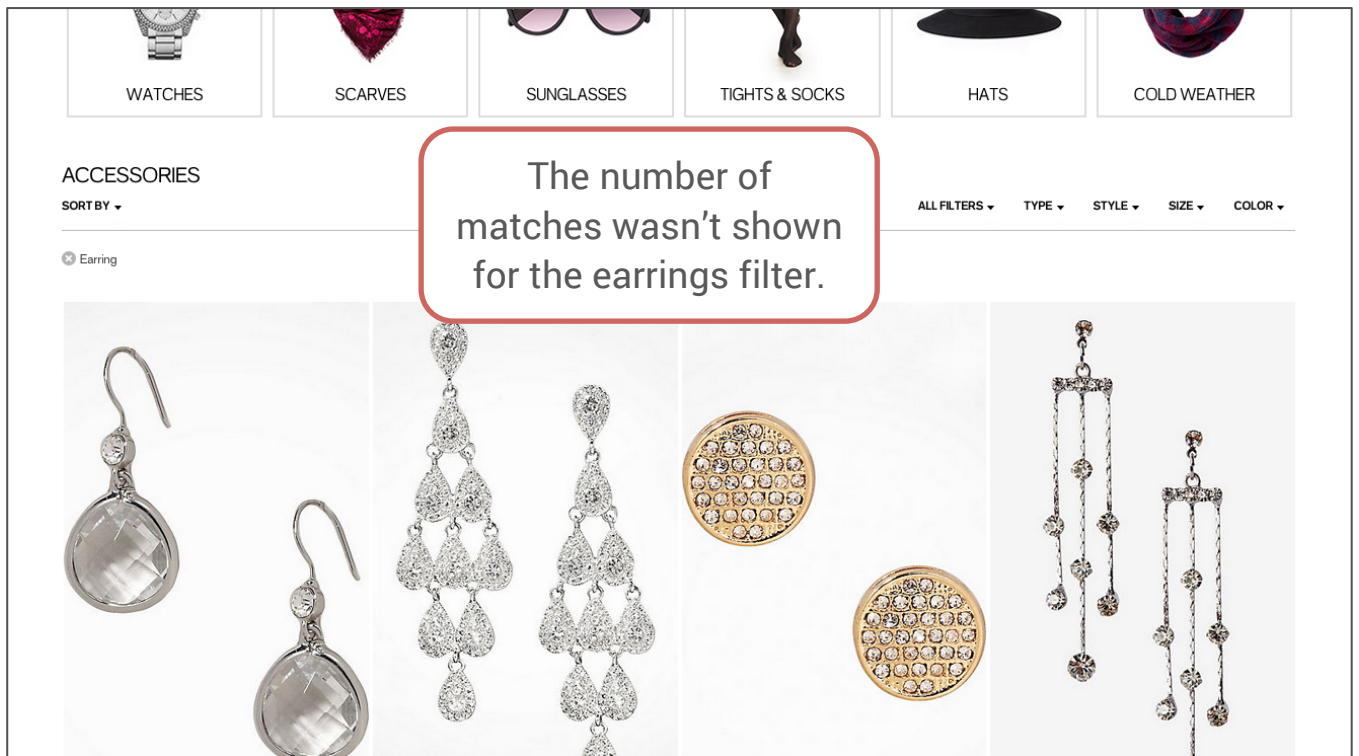 WATCHES
SCARVES
SUNGLASSES
TIGHTS & SOCKS
HATS
COLD WEATHER
ACCESSORIES
SORT BY
The number of
matches wasn’t shown
for the earrings filter.
ALL FILTERS
TYPE
STYLE
SIZE
COLOR
Earring